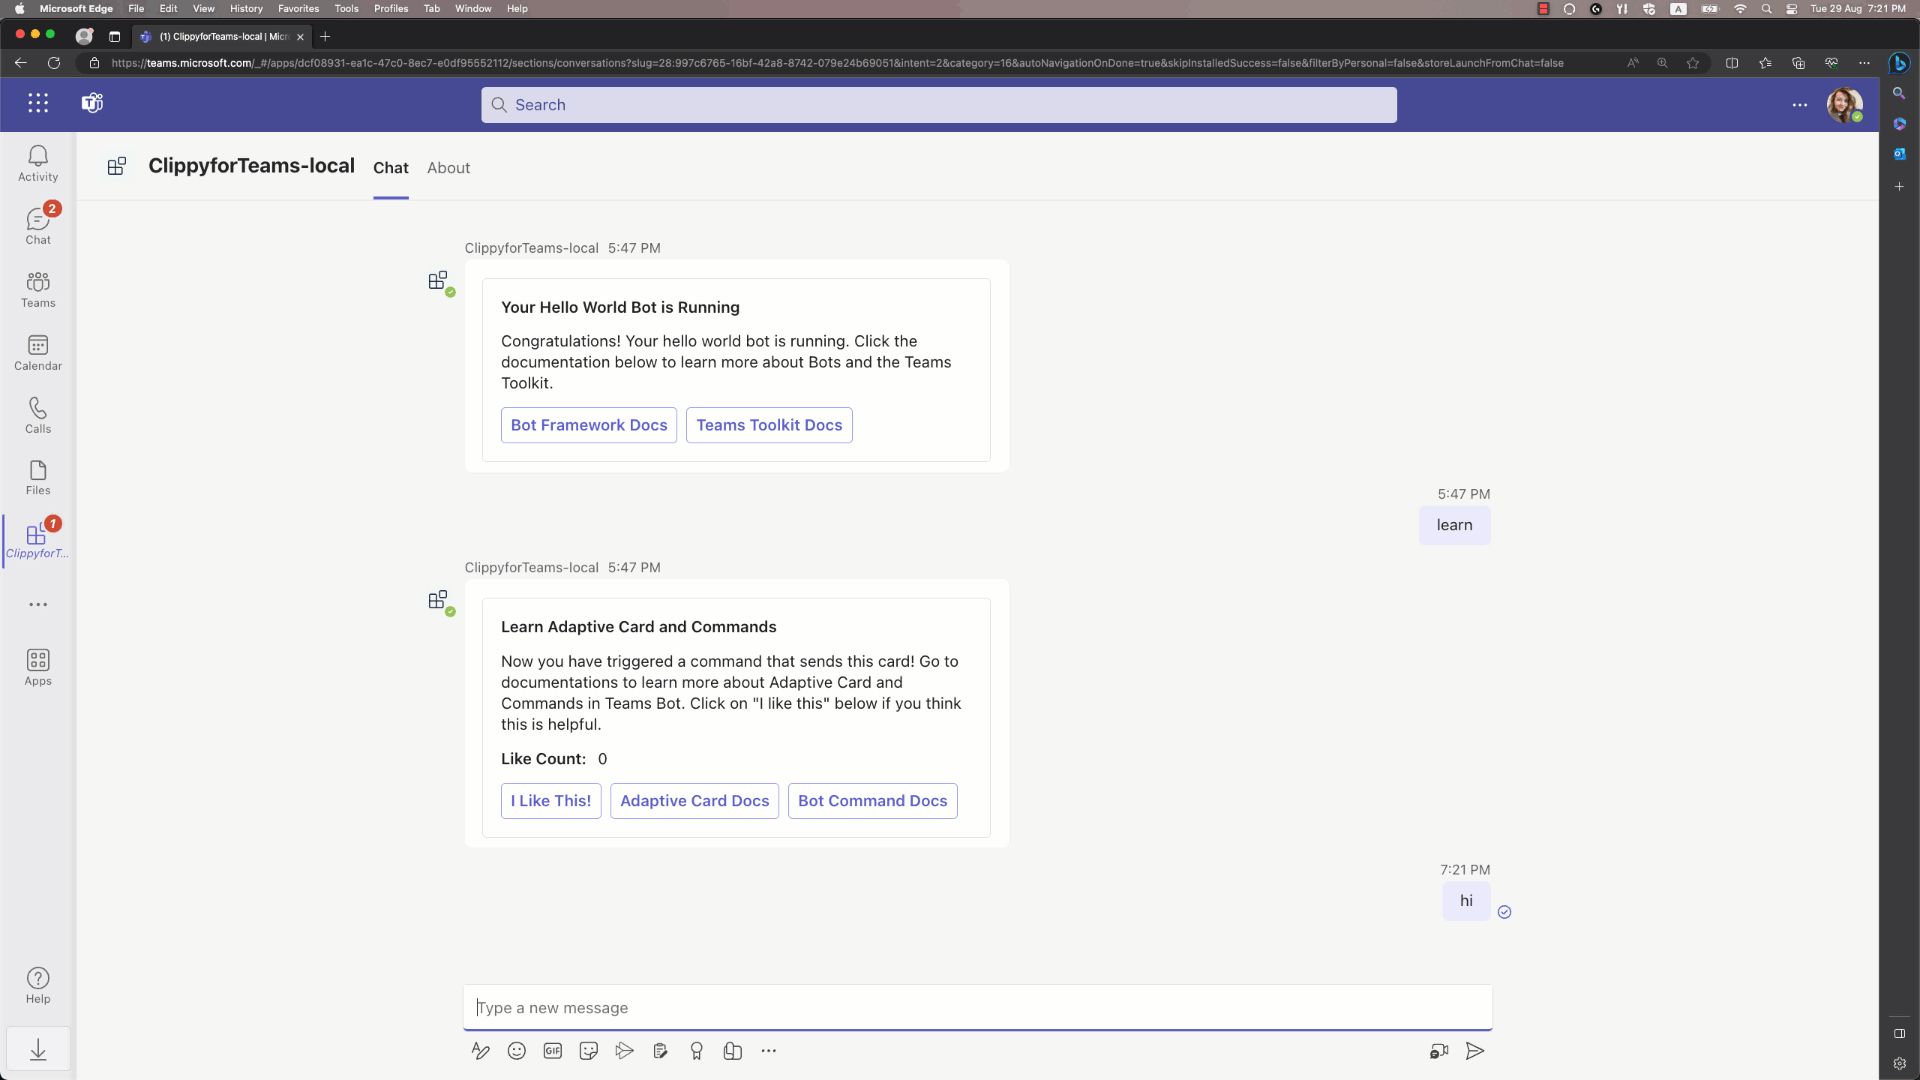 Microsoft Edge File Edit View History Favorites Tools Profiles Tab Window Help
A
Tue 29 Aug 7:21 PM
(1) ClippyforTeams-local | Micr
https://teams.microsoft.com/_#/apps/dcf08931-ea1c-47c0-8ec7-e0df95552112/sections/conversations?slug=28:997c6765-16bf-42a8-8742-079e24b69051&intent=2&category=16&autoNavigationOnDone=true&skipInstalledSuccess=false&filterByPersonal=false&storeLaunchFromChat=false
Search
ClippyforTeams-local Chat About
Activity
2
Chat
Teams
Calendar
Calls
Files
1
ClippyforT...
Apps
Help
ClippyforTeams-local 5:47 PM
Your Hello World Bot is Running
Congratulations! Your hello world bot is running. Click the
documentation below to learn more about Bots and the Teams
Toolkit.
Bot Framework Docs Teams Toolkit Docs
5:47 PM
learn
ClippyforTeams-local 5:47 PM
Learn Adaptive Card and Commands
Now you have triggered a command that sends this card! Go to
documentations to learn more about Adaptive Card and
Commands in Teams Bot. Click on "I like this" below if you think
this is helpful.
Like Count: 0
I Like This! Adaptive Card Docs Bot Command Docs
7:21 PM
hi
Type a new message
GIF